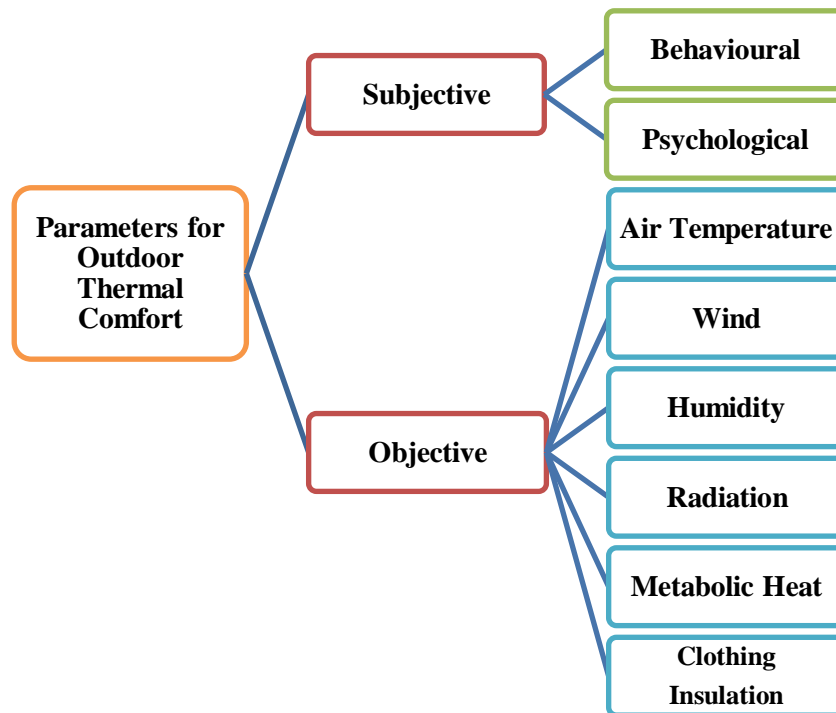 Parameters for
Outdoor
Thermal
Comfort
Subjective
Behavioural
Psychological
Objective
Air Temperature
Wind
Humidity
Radiation
Metabolic Heat
Clothing
Insulation